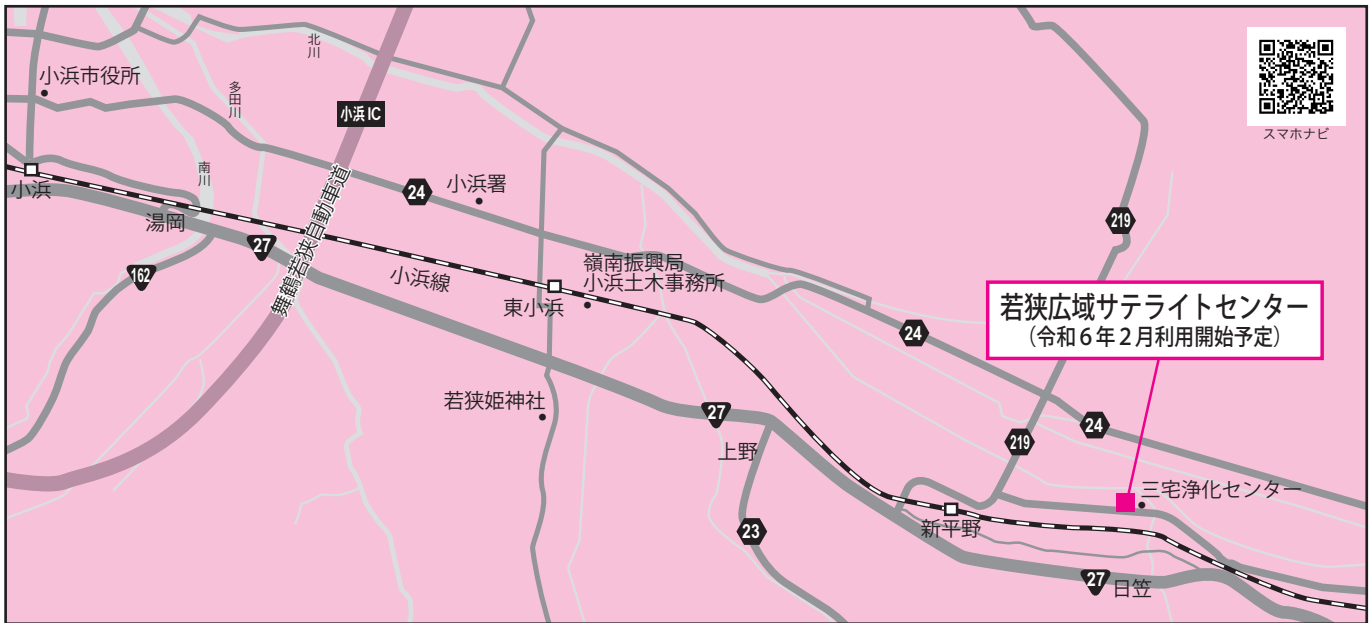 北川
小浜市役所
多田川
小浜IC
スマホナビ
南川
小浜
24
小浜署
舞鶴若狭自動車道
湯岡
27
162
小浜線
嶺南振興局
小浜土木事務所
東小浜
219
若狭広域サテライトセンター
（令和６年２月利用開始予定）
24
若狭姫神社
27
上野
24
219
三宅浄化センター
23
新平野
27
日笠